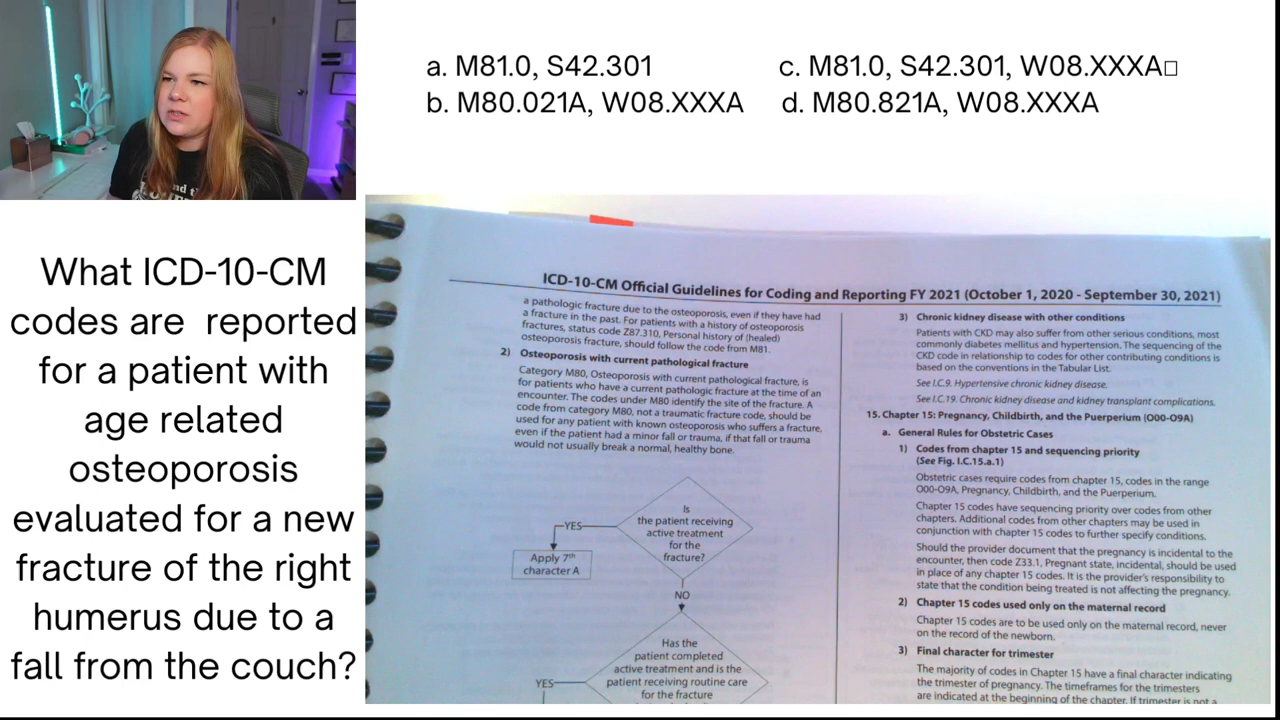 a. M81.0, S42.301
c. M81.0, S42.301, W08.XXXA□
b. M80.021A, W08.XXXA
d. M80.821A, W08.XXXA
What ICD-10-CM
codes are reported
for a patient with
age related
osteoporosis
evaluated for a new
fracture of the right
humerus due to a
fall from the couch?
ICD-10-CM Official Guidelines for Coding and Reporting FY 2021 (October 1, 2020 - September 30, 2021)
a pathologic fracture due to the osteoporosis, even if they have had
a fracture in the past. For patients with a history of osteoporosis
fractures, status code Z87.310, Personal history of (healed)
osteoporosis fracture, should follow the code from M81.
2) Osteoporosis with current pathological fracture
Category M80, Osteoporosis with current pathological fracture, is
for patients who have a current pathologic fracture at the time of an
encounter. The codes under M80 identify the site of the fracture. A
code from category M80, not a traumatic fracture code, should be
used for any patient with known osteoporosis who suffers a fracture,
even if the patient had a minor fall or trauma, if that fall or trauma
would not usually break a normal, healthy bone.
Is
the patient receiving
active treatment
for the
fracture?
YES
Apply 7th
character A
NO
Has the
patient completed
active treatment and is the
patient receiving routine care
for the fracture
YES
3) Chronic kidney disease with other conditions
Patients with CKD may also suffer from other serious conditions, most
commonly diabetes mellitus and hypertension. The sequencing of the
CKD code in relationship to codes for other contributing conditions is
based on the conventions in the Tabular List.
See I.C.9. Hypertensive chronic kidney disease.
See I.C.19. Chronic kidney disease and kidney transplant complications.
15. Chapter 15: Pregnancy, Childbirth, and the Puerperium (O00-O9A)
a. General Rules for Obstetric Cases
1) Codes from chapter 15 and sequencing priority
(See Fig. I.C.15.a.1)
Obstetric cases require codes from chapter 15, codes in the range
O00-O9A, Pregnancy, Childbirth, and the Puerperium.
Chapter 15 codes have sequencing priority over codes from other
chapters. Additional codes from other chapters may be used in
conjunction with chapter 15 codes to further specify conditions.
Should the provider document that the pregnancy is incidental to the
encounter, then code Z33.1, Pregnant state, incidental, should be used
in place of any chapter 15 codes. It is the provider's responsibility to
state that the condition being treated is not affecting the pregnancy.
2) Chapter 15 codes used only on the maternal record
Chapter 15 codes are to be used only on the maternal record, never
on the record of the newborn.
3) Final character for trimester
The majority of codes in Chapter 15 have a final character indicating
the trimester of pregnancy. The timeframes for the trimesters
are indicated at the beginning of the chapter. If trimester is not a